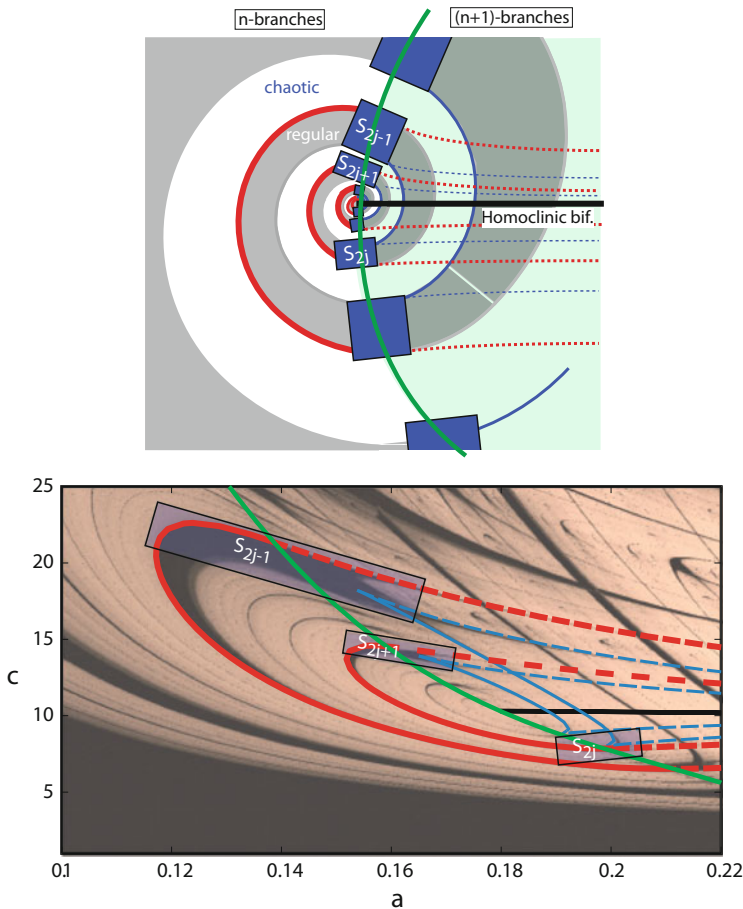 n-branches
(n+1)-branches
chaotic
regular
S2j-1
S2j+1
Homoclinic bif.
S2j
25
20
15
10
5
c
S2j-1
S2j+1
S2j
0.1
0.12
0.14
0.16
0.18
0.2
0.22
a